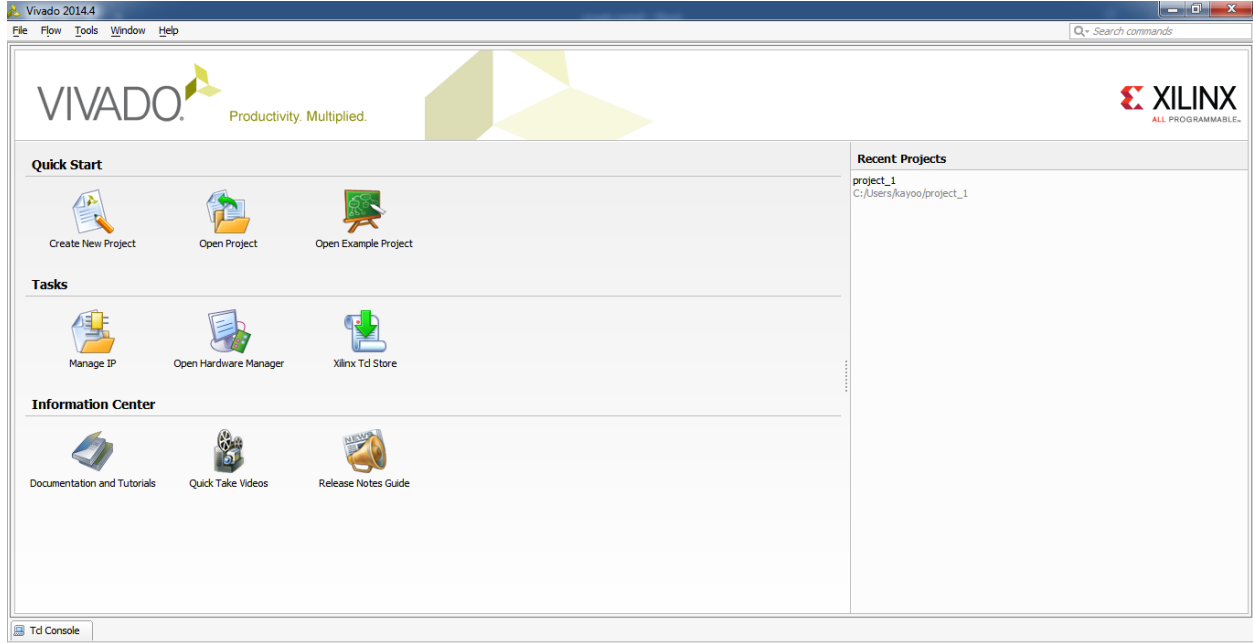 Vivado 2014.4
File Flow Tools Window Help
Search commands
VIVADO.
Productivity. Multiplied.
XILINX
ALL PROGRAMMABLE.
Quick Start
Create New Project
Open Project
Open Example Project
Tasks
Manage IP
Open Hardware Manager
Xilinx Tcl Store
Information Center
NEWS
Documentation and Tutorials
Quick Take Videos
Release Notes Guide
Recent Projects
project_1
C:/Users/kayoo/project_1
Tcl Console